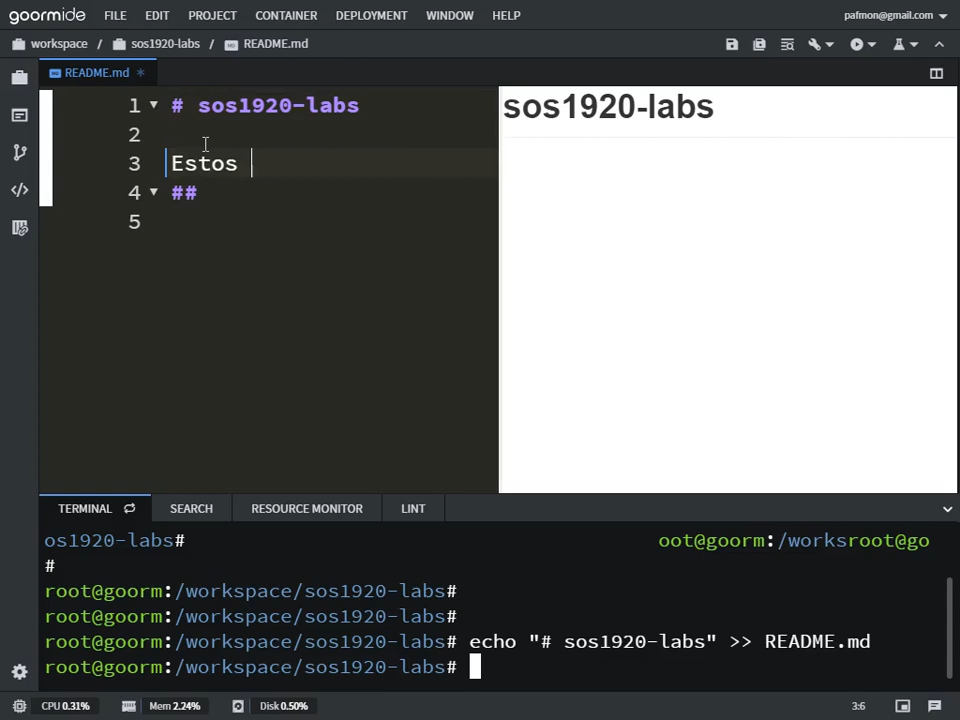 goormide FILE EDIT PROJECT CONTAINER DEPLOYMENT WINDOW HELP pafmon@gmail.com
workspace / sos1920-labs / README.md
README.md *
1 # sos1920-labs
2
3 Estos
4 ##
5
sos1920-labs
TERMINAL SEARCH RESOURCE MONITOR LINT
os1920-labs# oot@goorm:/worksroot@go
#
root@goorm:/workspace/sos1920-labs#
root@goorm:/workspace/sos1920-labs#
root@goorm:/workspace/sos1920-labs# echo "# sos1920-labs" >> README.md
root@goorm:/workspace/sos1920-labs#
CPU 0.31% Mem 2.24% Disk 0.50% 3:6